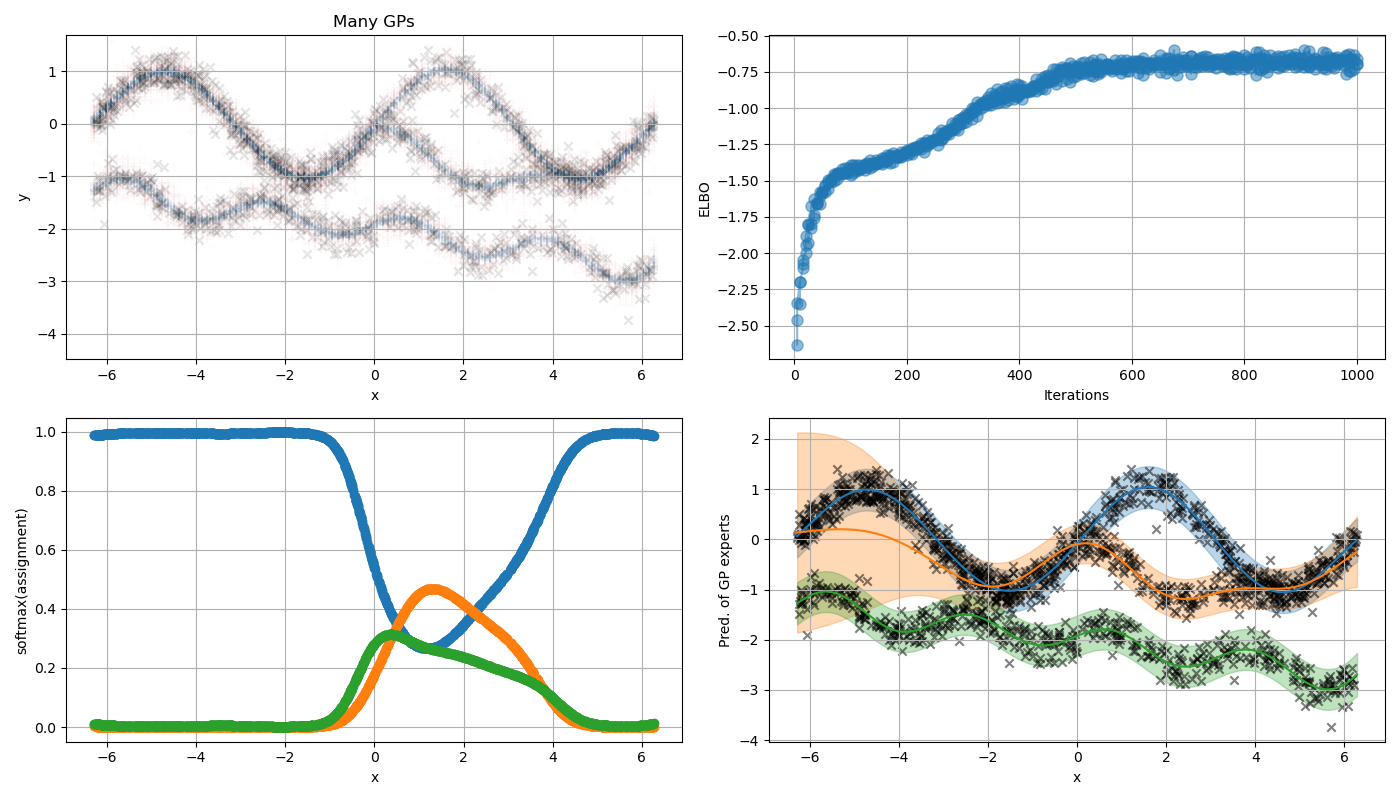 Many GPs
y
1
0
−1
−2
−3
−4
−6 −4 −2 0 2 4 6
x
ELBO
−0.50
−0.75
−1.00
−1.25
−1.50
−1.75
−2.00
−2.25
−2.50
0 200 400 600 800 1000
Iterations
softmax(assignment)
1.0
0.8
0.6
0.4
0.2
0.0
−6 −4 −2 0 2 4 6
x
Pred. of GP experts
2
1
0
−1
−2
−3
−4
−6 −4 −2 0 2 4 6
x